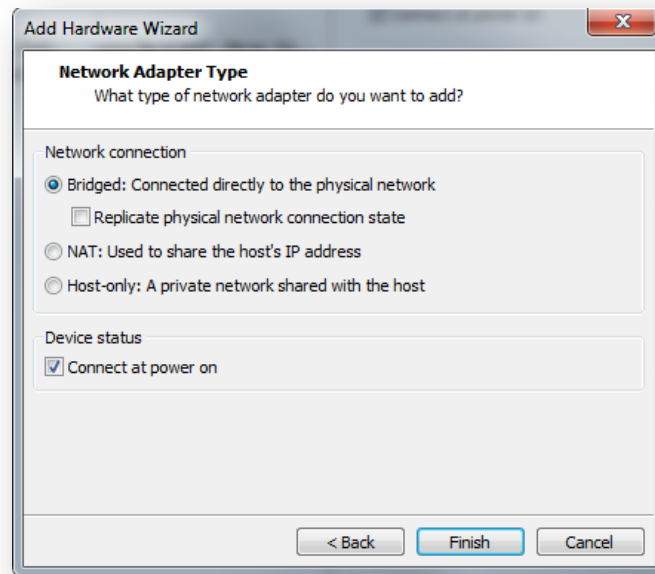 Add Hardware Wizard
Network Adapter Type
What type of network adapter do you want to add?
Network connection
Bridged: Connected directly to the physical network
Replicate physical network connection state
NAT: Used to share the host's IP address
Host-only: A private network shared with the host
Device status
Connect at power on
< Back
Finish
Cancel